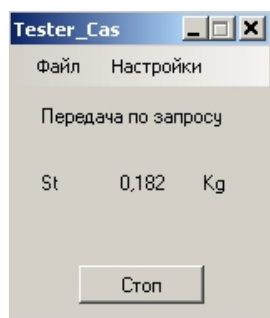 Tester_Cas
Файл Настройки
Передача по запросу
St 0,182 Kg
Стоп